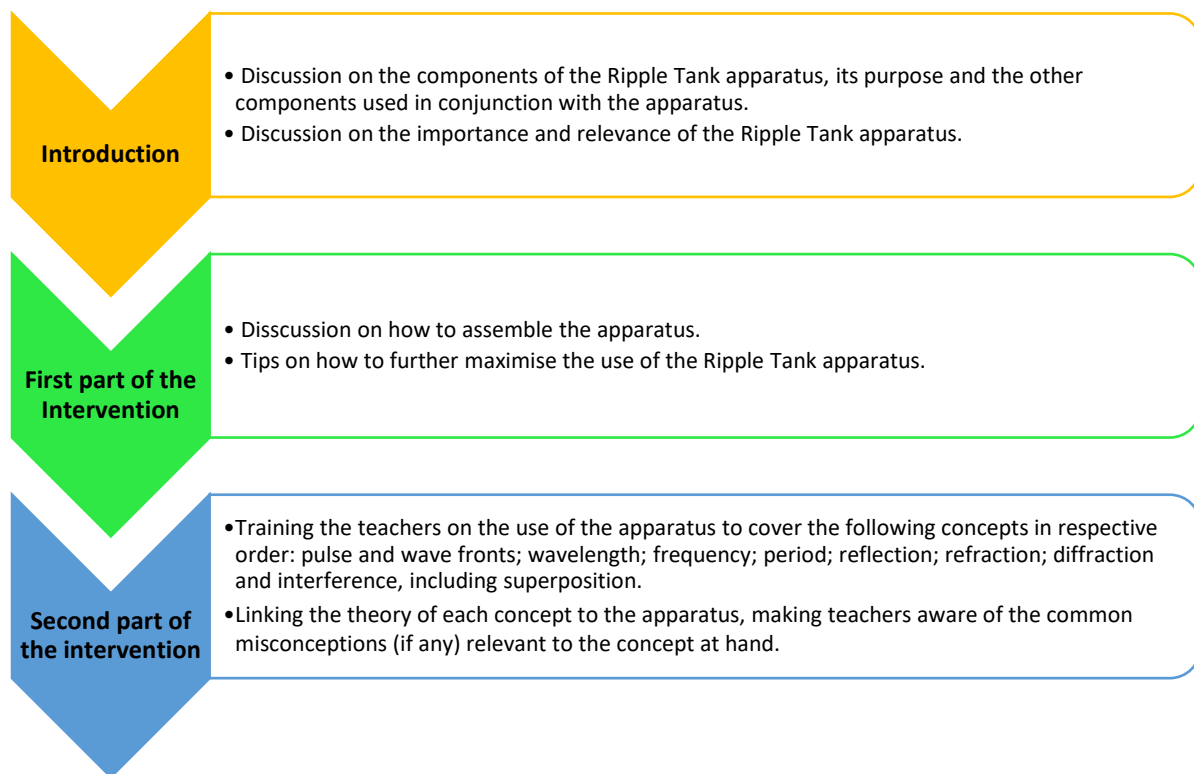 Introduction
• Discussion on the components of the Ripple Tank apparatus, its purpose and the other
components used in conjunction with the apparatus.
• Discussion on the importance and relevance of the Ripple Tank apparatus.
First part of the
Intervention
• Disscussion on how to assemble the apparatus.
• Tips on how to further maximise the use of the Ripple Tank apparatus.
Second part of
the intervention
•Training the teachers on the use of the apparatus to cover the following concepts in respective
order: pulse and wave fronts; wavelength; frequency; period; reflection; refraction; diffraction
and interference, including superposition.
•Linking the theory of each concept to the apparatus, making teachers aware of the common
misconceptions (if any) relevant to the concept at hand.